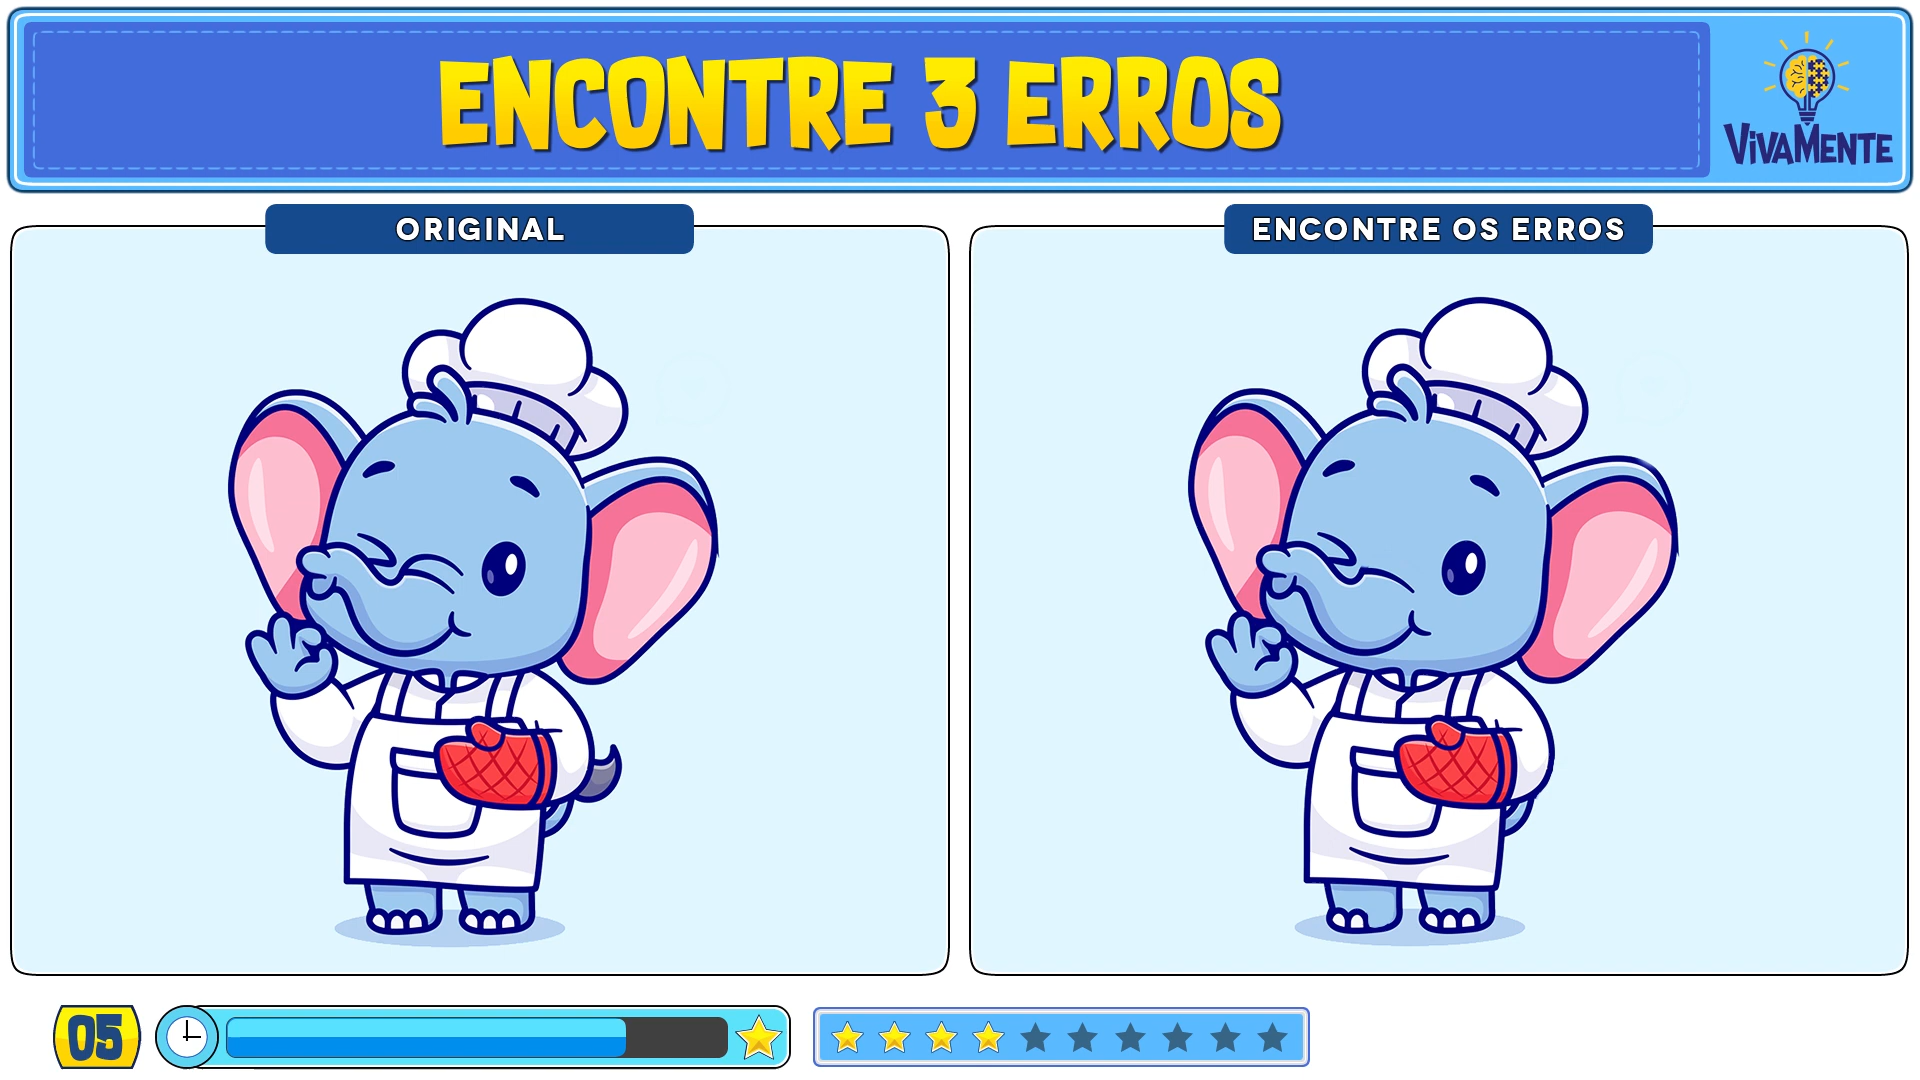 ENCONTRE 3 ERROS
VIVAMENTE
ORIGINAL
ENCONTRE OS ERROS
05